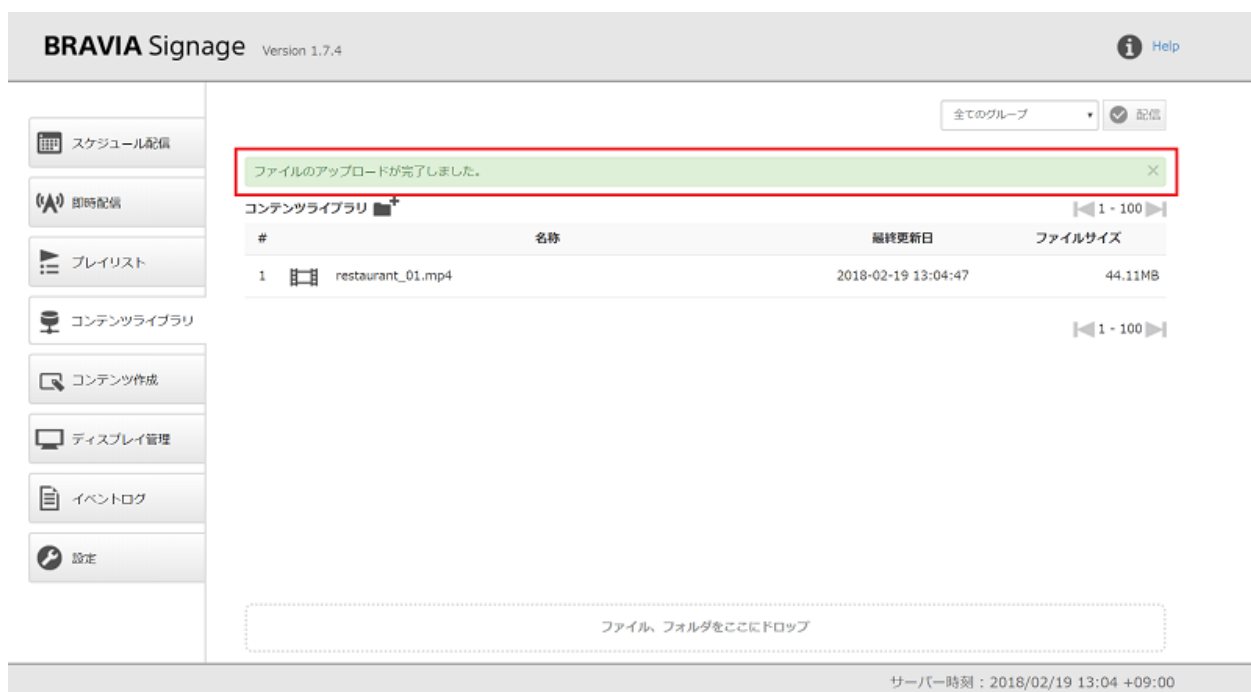 BRAVIA Signage Version 1.7.4
Help
全てのグループ
配信
スケジュール配信
即時配信
プレイリスト
コンテンツライブラリ
コンテンツ作成
ディスプレイ管理
イベントログ
設定
ファイルのアップロードが完了しました。
コンテンツライブラリ
1 - 100
# 名称 最終更新日 ファイルサイズ
1 restaurant_01.mp4 2018-02-19 13:04:47 44.11MB
1 - 100
ファイル、フォルダをここにドロップ
サーバー時刻 : 2018/02/19 13:04 +09:00